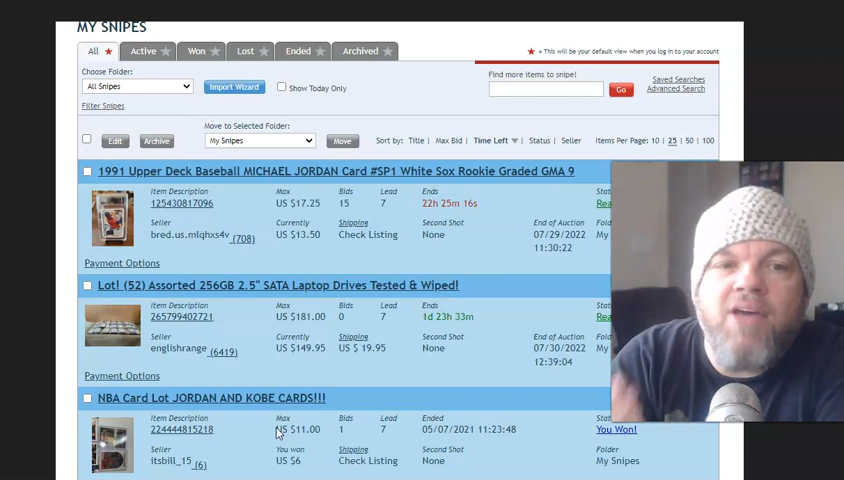 MY SNIPES
All Active Won Lost Ended Archived
= This will be your default view when you log in to your account
Choose Folder:
All Snipes Import Wizard Show Today Only
Find more items to snipe!
Go
Saved Searches
Advanced Search
Filter Snipes
Move to Selected Folder:
Edit Archive My Snipes Move
Sort by: Title | Max Bid | Time Left | Status | Seller Items Per Page: 10 | 25 | 50 | 100
1991 Upper Deck Baseball MICHAEL JORDAN Card #SP1 White Sox Rookie Graded GMA 9
Item Description Max Bids Lead Ends
125430817096 US $17.25 15 7 22h 25m 16s
Seller Currently Shipping Second Shot End of Auction
bred.us.mlqhxs4v (708) US $13.50 Check Listing None 07/29/2022
11:30:22
My
Payment Options
Lot! (52) Assorted 256GB 2.5" SATA Laptop Drives Tested & Wiped!
Item Description Max Bids Lead Ends
265799402721 US $181.00 0 7 1d 23h 33m
Seller Currently Shipping Second Shot End of Auction
englishrange (6419) US $149.95 US $ 19.95 None 07/30/2022
12:39:04
My
Payment Options
NBA Card Lot JORDAN AND KOBE CARDS!!!
Item Description Max Bids Lead Ended
224444815218 US $11.00 1 7 05/07/2021 11:23:48 You Won!
Seller You won Shipping Second Shot Folder
itsbill_15 (6) US $6 Check Listing None My Snipes